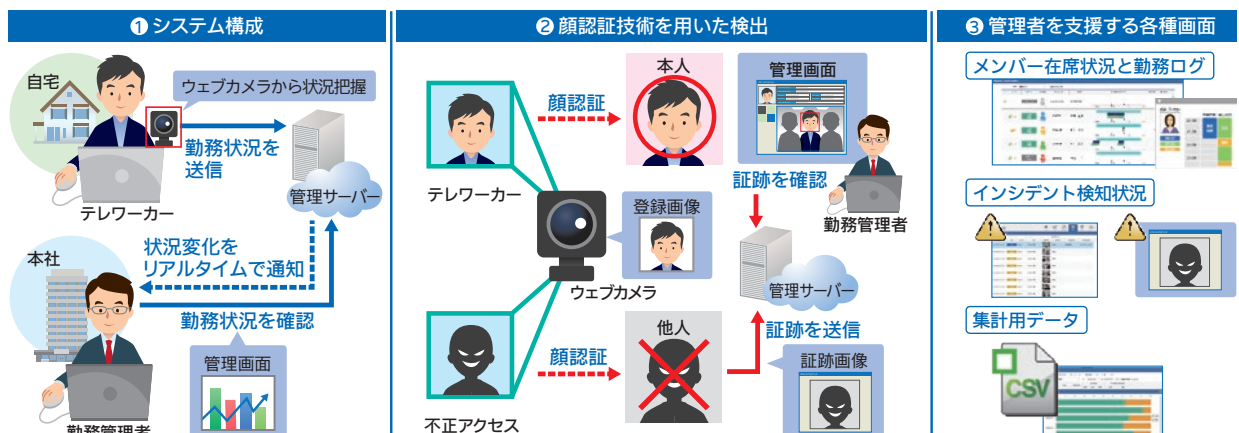 ❶システム構成
自宅
ウェブカメラから状況把握
勤務状況を
送信
管理サーバー
テレワーカー
本社
状況変化を
リアルタイムで通知
勤務状況を確認
管理画面
勤務管理者
❷顔認証技術を用いた検出
テレワーカー
顔認証
本人
管理画面
証跡を確認
勤務管理者
登録画像
ウェブカメラ
管理サーバー
顔認証
他人
証跡を送信
証跡画像
不正アクセス
❸管理者を支援する各種画面
メンバー在席状況と勤務ログ
インシデント検知状況
集計用データ
CSV